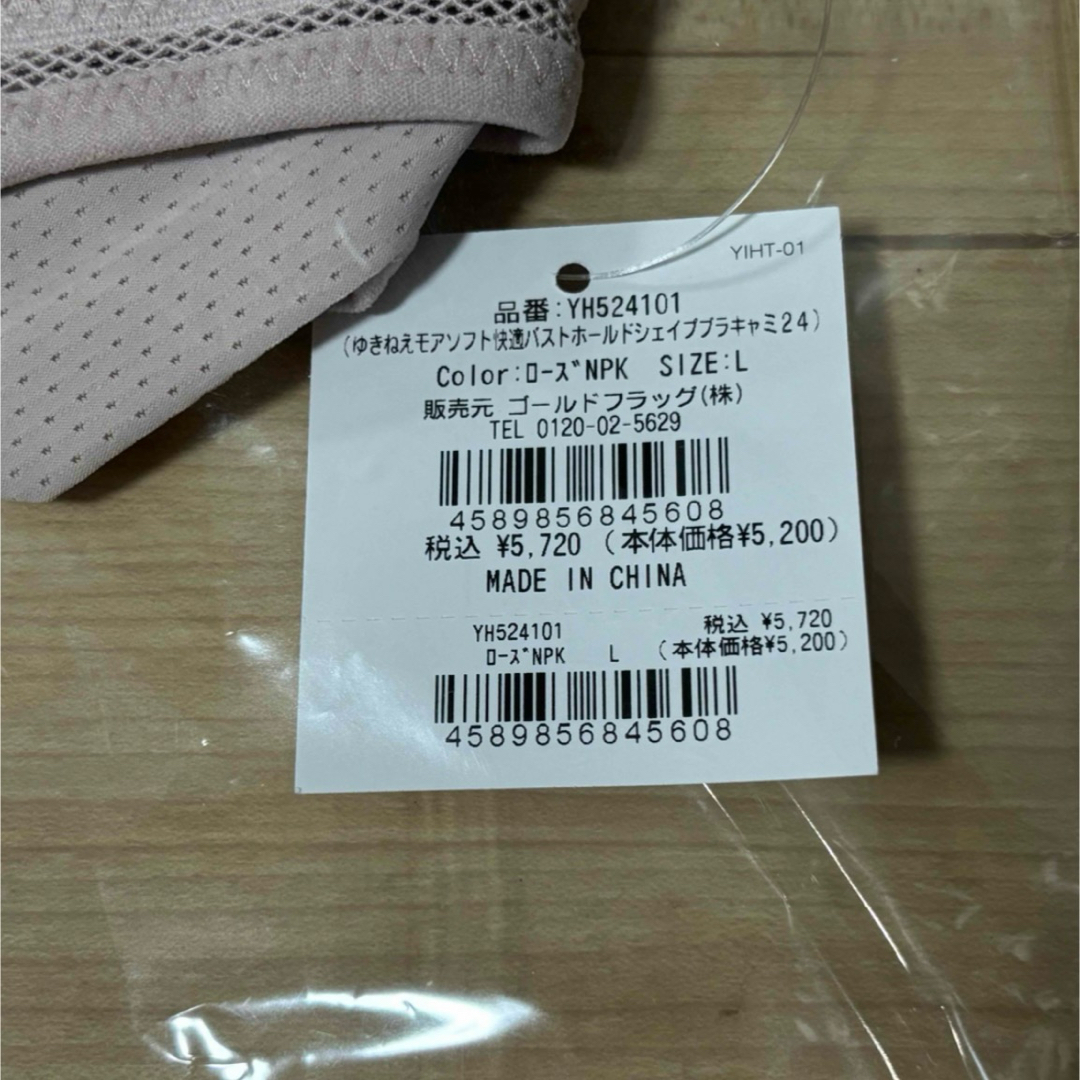 YIHT-01
品番:YH524101
(ゆきねえモアソフト快適バストホールドシェイプブラキャミ24)
Color:ローズNPK SIZE:L
販売元 ゴールドフラッグ(株)
TEL 0120-02-5629
4589856845608
税込 ¥5,720 (本体価格¥5,200)
MADE IN CHINA
YH524101 税込 ¥5,720
ローズNPK L (本体価格¥5,200)
4589856845608